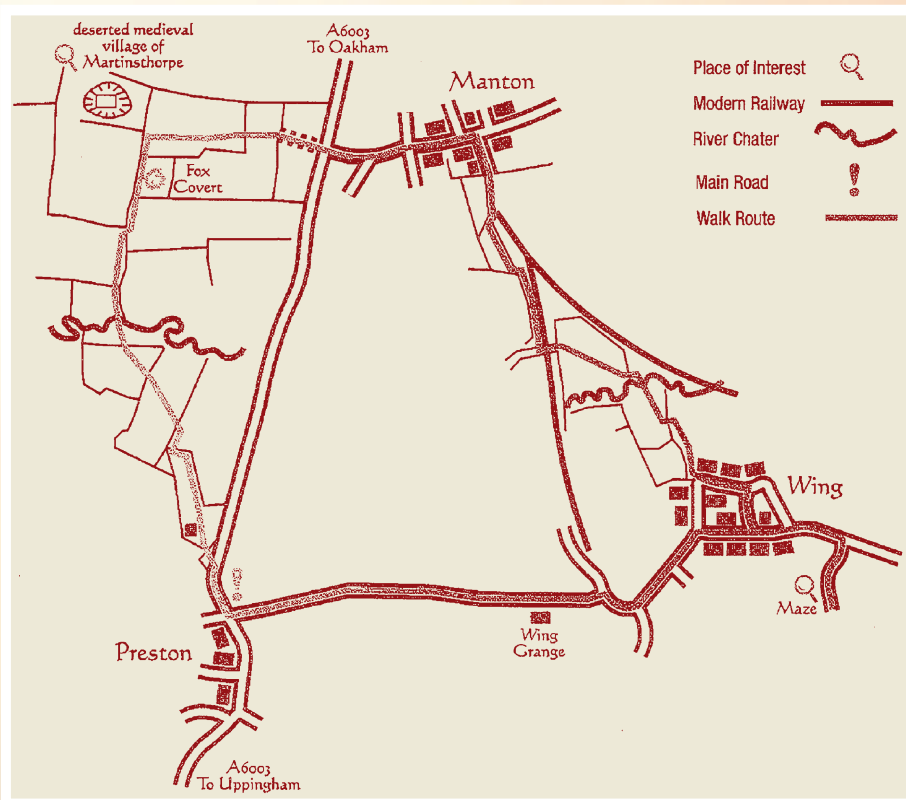 deserted medieval
village of
Martinsthorpe
A6003
To Oakham
Manton
Place of Interest
Modern Railway
River Chater
Main Road
Walk Route
Fox
Covert
Wing
Maze
Wing
Grange
Preston
A6003
To Uppingham